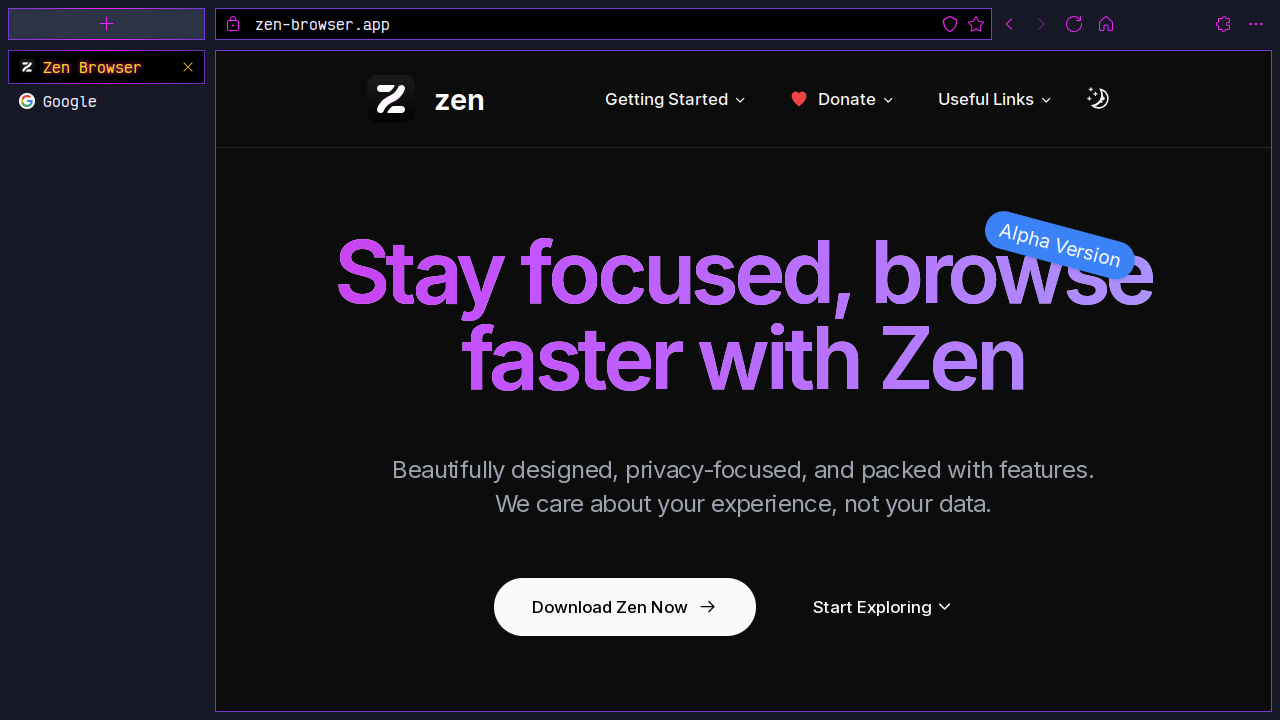 zen-browser.app
Zen Browser
Google
zen
Getting Started
Donate
Useful Links
Alpha Version
Stay focused, browse
faster with Zen
Beautifully designed, privacy-focused, and packed with features.
We care about your experience, not your data.
Download Zen Now
Start Exploring